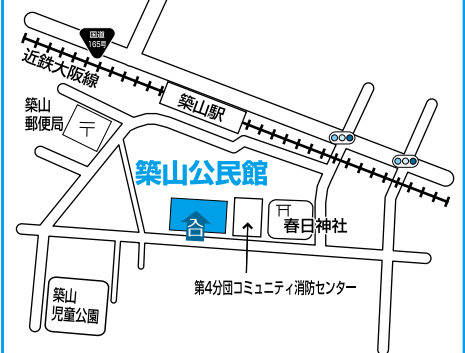 国道
165号
近鉄大阪線
築山駅
築山
郵便局
〒
築山公民館
入口
春日神社
第4分団コミュニティ消防センター
築山
児童公園